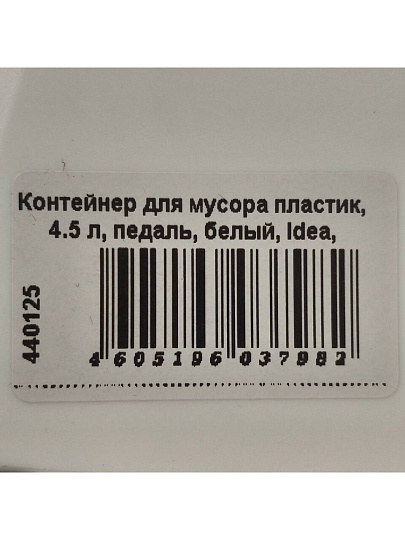 Контейнер для мусора пластик,
4.5 л, педаль, белый, Idea,
440125
4 605196 037982